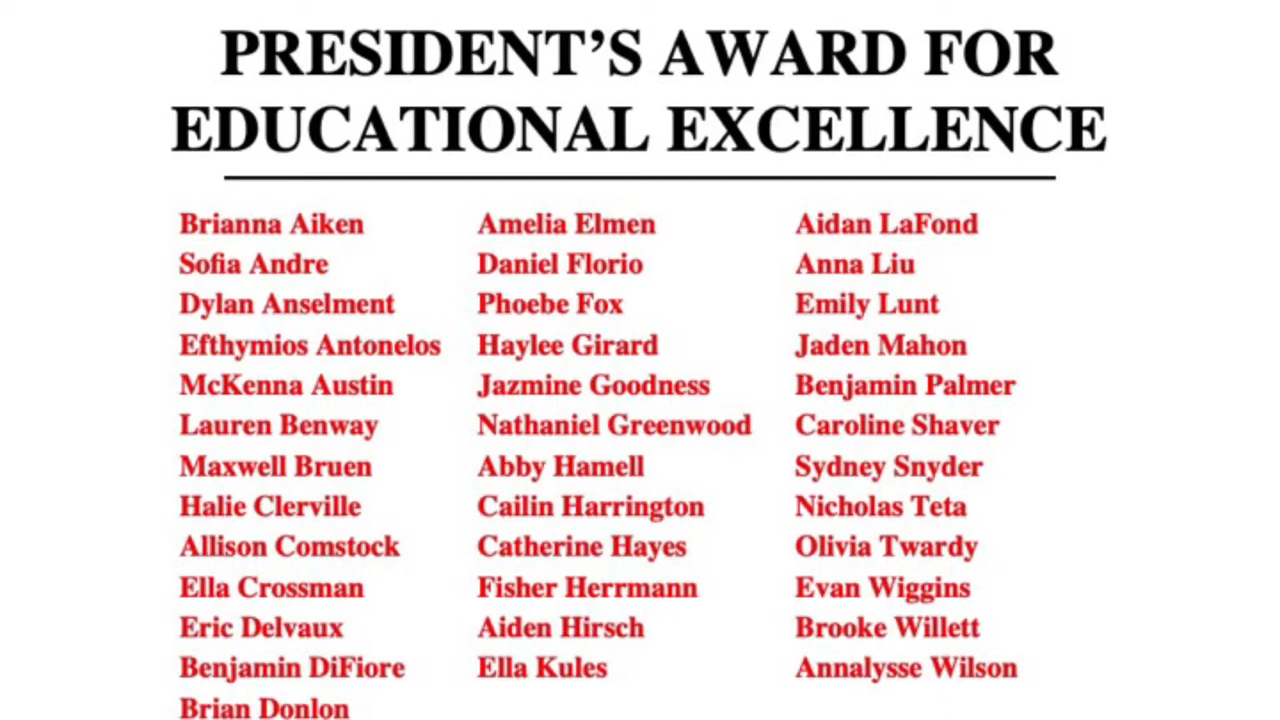 PRESIDENT’S AWARD FOR
EDUCATIONAL EXCELLENCE
Brianna Aiken
Sofia Andre
Dylan Anselment
Efthymios Antonelos
McKenna Austin
Lauren Benway
Maxwell Bruen
Halie Clerville
Allison Comstock
Ella Crossman
Eric Delvaux
Benjamin DiFiore
Brian Donlon
Amelia Elmen
Daniel Florio
Phoebe Fox
Haylee Girard
Jazmine Goodness
Nathaniel Greenwood
Abby Hamell
Cailin Harrington
Catherine Hayes
Fisher Herrmann
Aiden Hirsch
Ella Kules
Aidan LaFond
Anna Liu
Emily Lunt
Jaden Mahon
Benjamin Palmer
Caroline Shaver
Sydney Snyder
Nicholas Teta
Olivia Twardy
Evan Wiggins
Brooke Willett
Annalysse Wilson